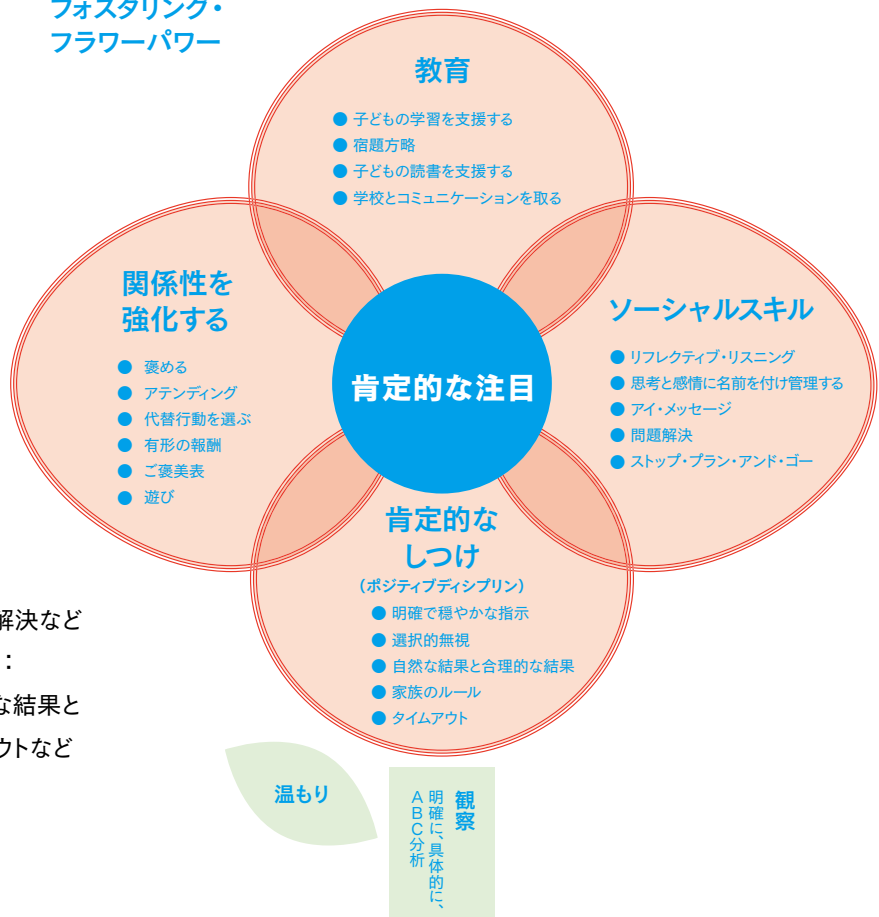 フォスタリング・
フラワーパワー
教育
● 子どもの学習を支援する
● 宿題方略
● 子どもの読書を支援する
● 学校とコミュニケーションを取る
関係性を
強化する
● 褒める
● アテンディング
● 代替行動を選ぶ
● 有形の報酬
● ご褒美表
● 遊び
肯定的な注目
ソーシャルスキル
● リフレクティブ・リスニング
● 思考と感情に名前を付け管理する
● アイ・メッセージ
● 問題解決
● ストップ・プラン・アンド・ゴー
肯定的な
しつけ
(ポジティブディシプリン)
● 明確で穏やかな指示
● 選択的無視
● 自然な結果と合理的な結果
● 家族のルール
● タイムアウト
解決など
:
な結果と
ウトなど
温もり
観察
明確に、具体的に、
ABC分析